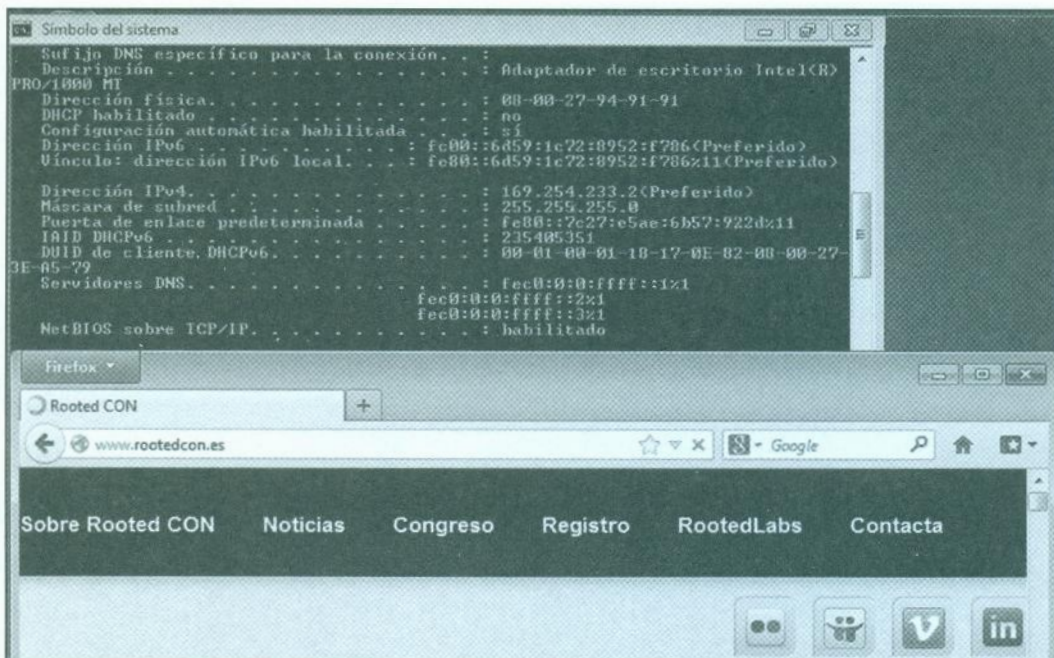 Símbolo del sistema
Sufijo DNS específico para la conexión. . :
Descripción . . . . . . . . . . . . . . . : Adaptador de escritorio Intel(R)
PRO/1000 MT
Dirección física. . . . . . . . . . . . . : 08-00-27-94-91-91
DHCP habilitado . . . . . . . . . . . . . : no
Configuración automática habilitada . . . : sí
Dirección IPv6 . . . . . . . . . . : fc00::6d59:1c72:8952:f786(Preferido)
Vínculo: dirección IPv6 local. . . : fe80::6d59:1c72:8952:f786%11(Preferido)
Dirección IPv4. . . . . . . . . . . . . . : 169.254.233.2(Preferido)
Máscara de subred . . . . . . . . . . . . : 255.255.255.0
Puerta de enlace predeterminada . . . . . : fe80::7c27:e5ae:6b57:922d%11
IAID DHCPv6 . . . . . . . . . . . . . . . : 235405351
DUID de cliente DHCPv6. . . . . . . . . . : 00-01-00-01-18-17-0E-82-08-00-27-
3E-A5-79
Servidores DNS. . . . . . . . . . . . . . : fec0:0:0:ffff::1%1
fec0:0:0:ffff::2%1
fec0:0:0:ffff::3%1
NetBIOS sobre TCP/IP. . . . . . . . . . . : habilitado
Firefox
Rooted CON
www.rootedcon.es
Google
Sobre Rooted CON Noticias Congreso Registro RootedLabs Contacta
in